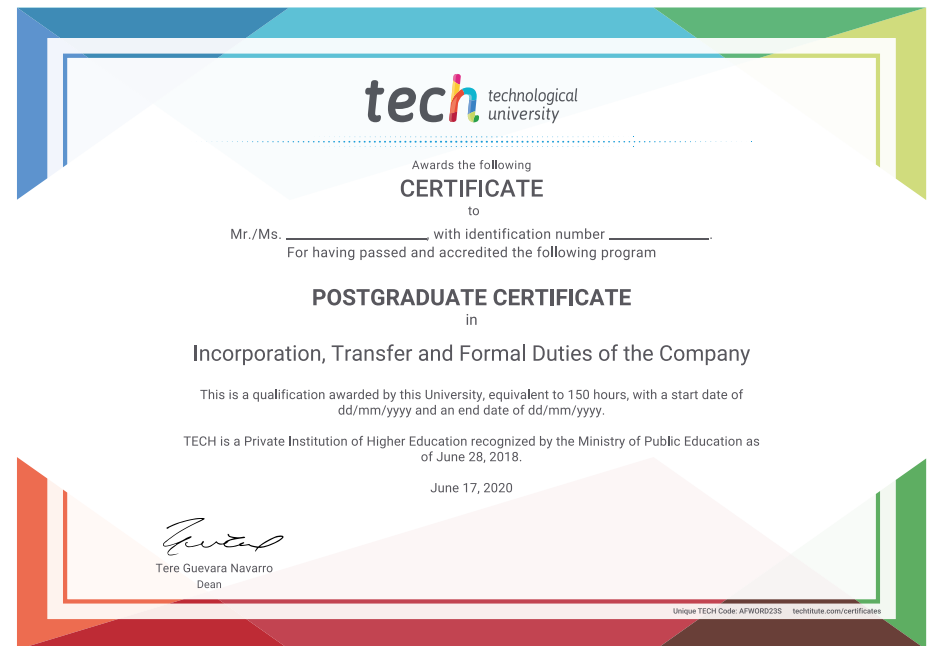 tech technological
university
Awards the following
CERTIFICATE
to
Mr./Ms. ____________________, with identification number ______________.
For having passed and accredited the following program
POSTGRADUATE CERTIFICATE
in
Incorporation, Transfer and Formal Duties of the Company
This is a qualification awarded by this University, equivalent to 150 hours, with a start date of
dd/mm/yyyy and an end date of dd/mm/yyyy.
TECH is a Private Institution of Higher Education recognized by the Ministry of Public Education as
of June 28, 2018.
June 17, 2020
Tere Guevara Navarro
Dean
Unique TECH Code: AFWORD23S techtitute.com/certificates